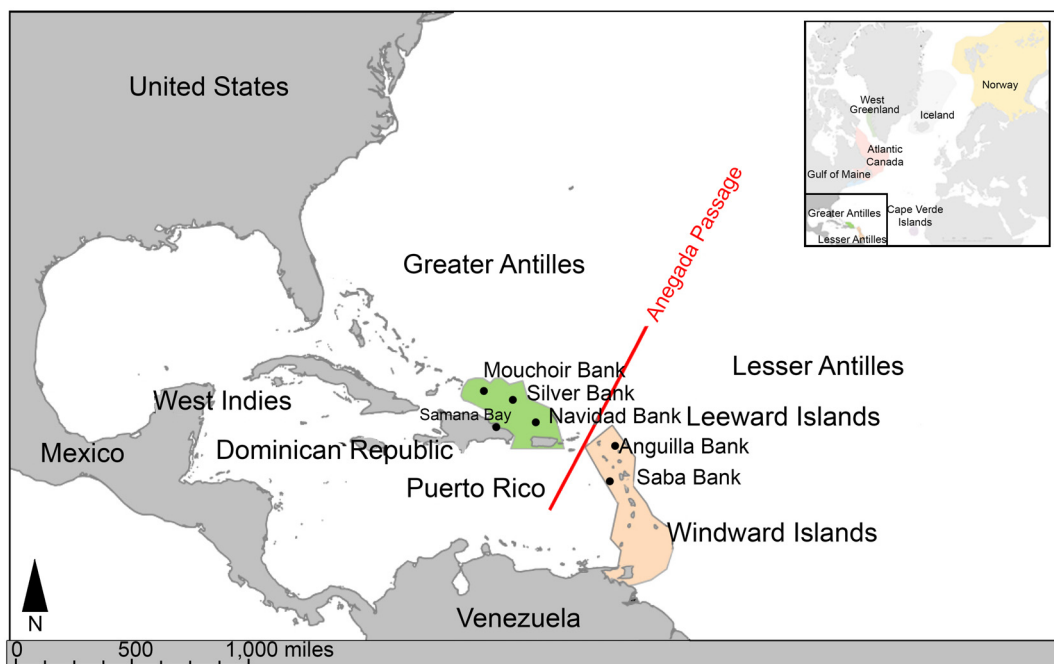 United States
Norway
West
Greenland
Iceland
Atlantic
Canada
Gulf of Maine
Greater Antilles
Cape Verde
Islands
Lesser Antilles
Anegada Passage
Greater Antilles
Mouchoir Bank
Lesser Antilles
Silver Bank
West Indies
Samana Bay
Navidad Bank
Leeward Islands
Mexico
Dominican Republic
Anguilla Bank
Puerto Rico
Saba Bank
Windward Islands
N
Venezuela
0 500 1,000 miles